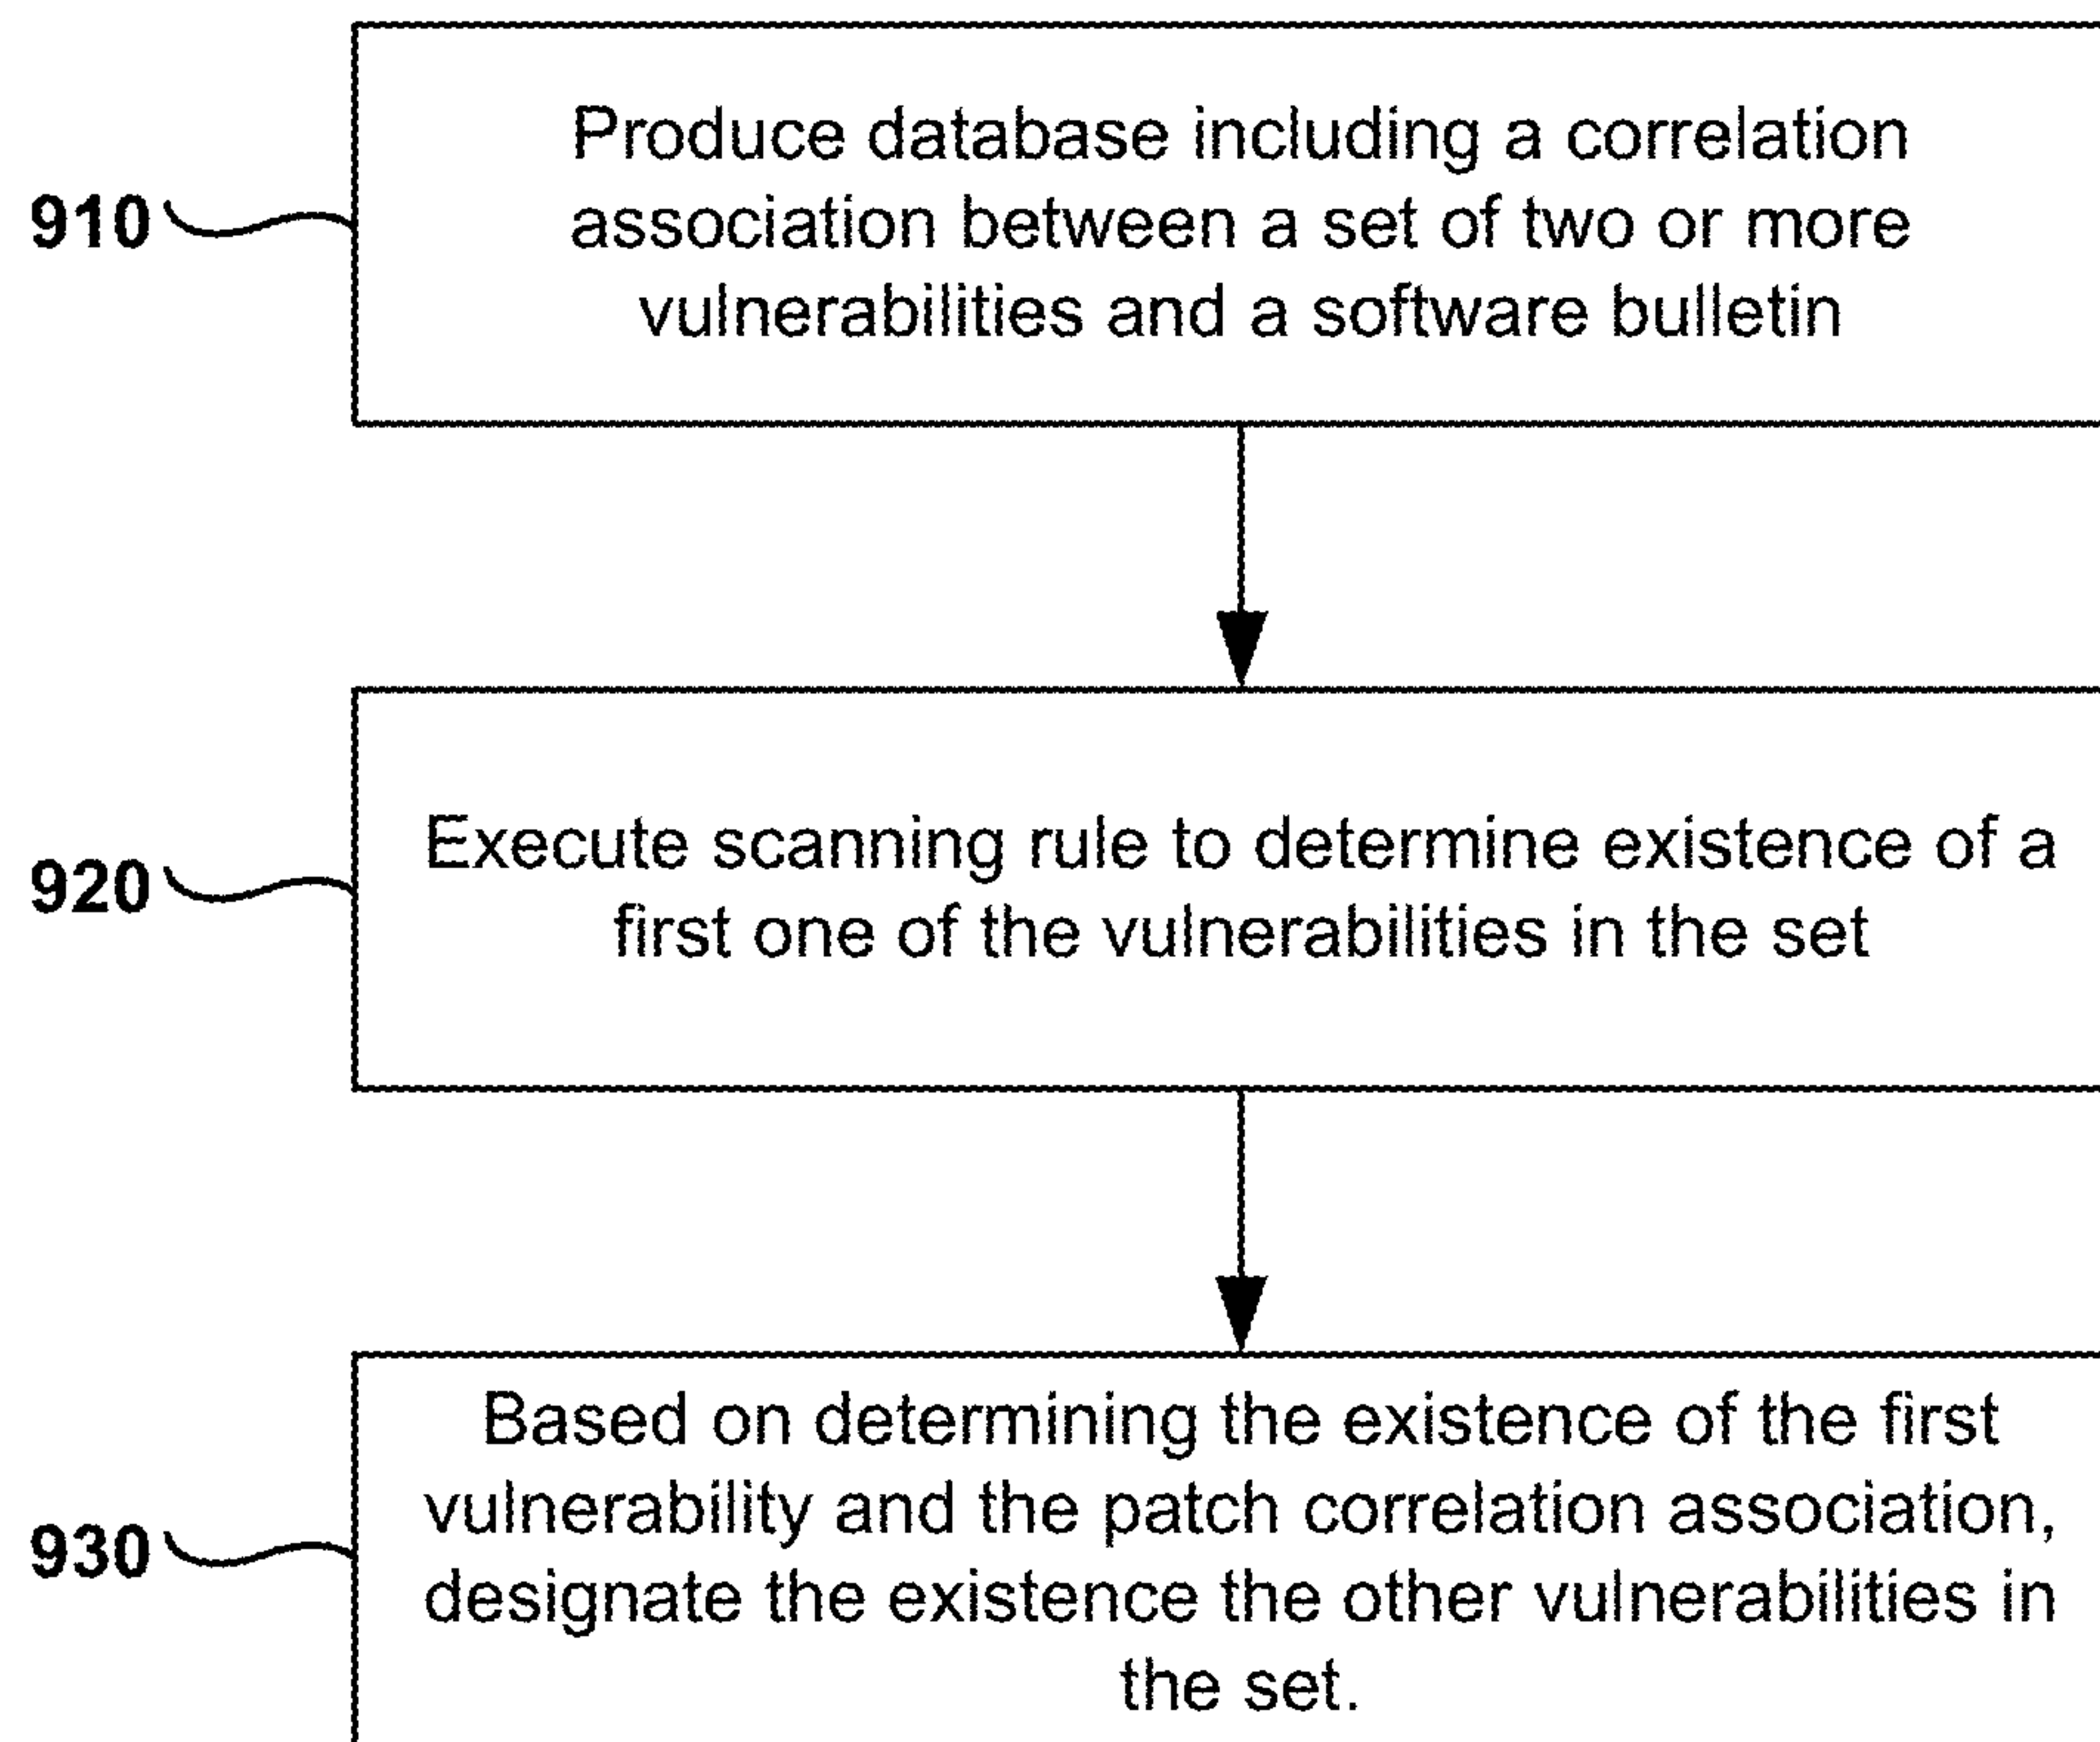 910
Produce database including a correlation
association between a set of two or more
vulnerabilities and a software bulletin
920
Execute scanning rule to determine existence of a
first one of the vulnerabilities in the set
930
Based on determining the existence of the first
vulnerability and the patch correlation association,
designate the existence the other vulnerabilities in
the set.